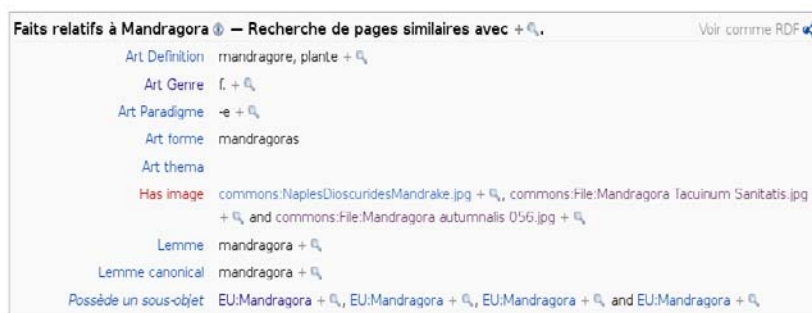 Faits relatifs à Mandragora — Recherche de pages similaires avec +. Voir comme RDF
Art Definition mandragore, plante +
Art Genre f. +
Art Paradigme -e +
Art forme mandragoras
Art thema
Has image commons:NaplesDioscuridesMandrake.jpg +, commons:File:Mandragora Tacuinum Sanitatis.jpg
+ and commons:File:Mandragora autumnalis 056.jpg +
Lemme mandragora +
Lemme canonical mandragora +
Possède un sous-objet EU:Mandragora +, EU:Mandragora +, EU:Mandragora + and EU:Mandragora +